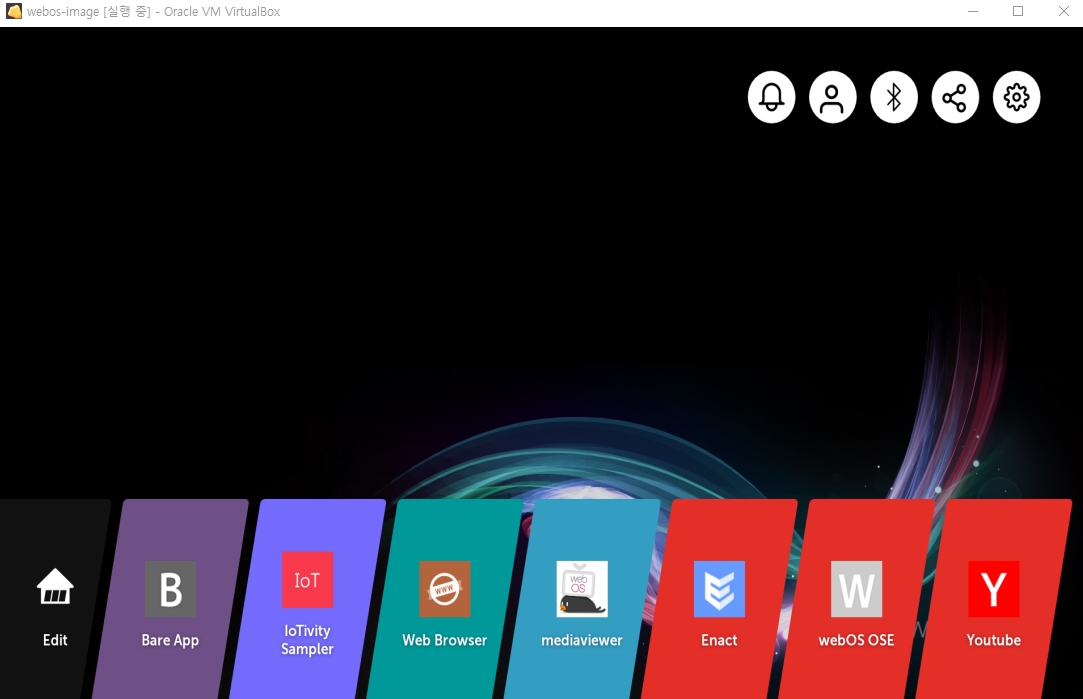 webos-image [실행 중] - Oracle VM VirtualBox
B
IoT
WWW
web
OS
W
Y
Edit
Bare App
IoTivity
Sampler
Web Browser
mediaviewer
Enact
webOS OSE
Youtube